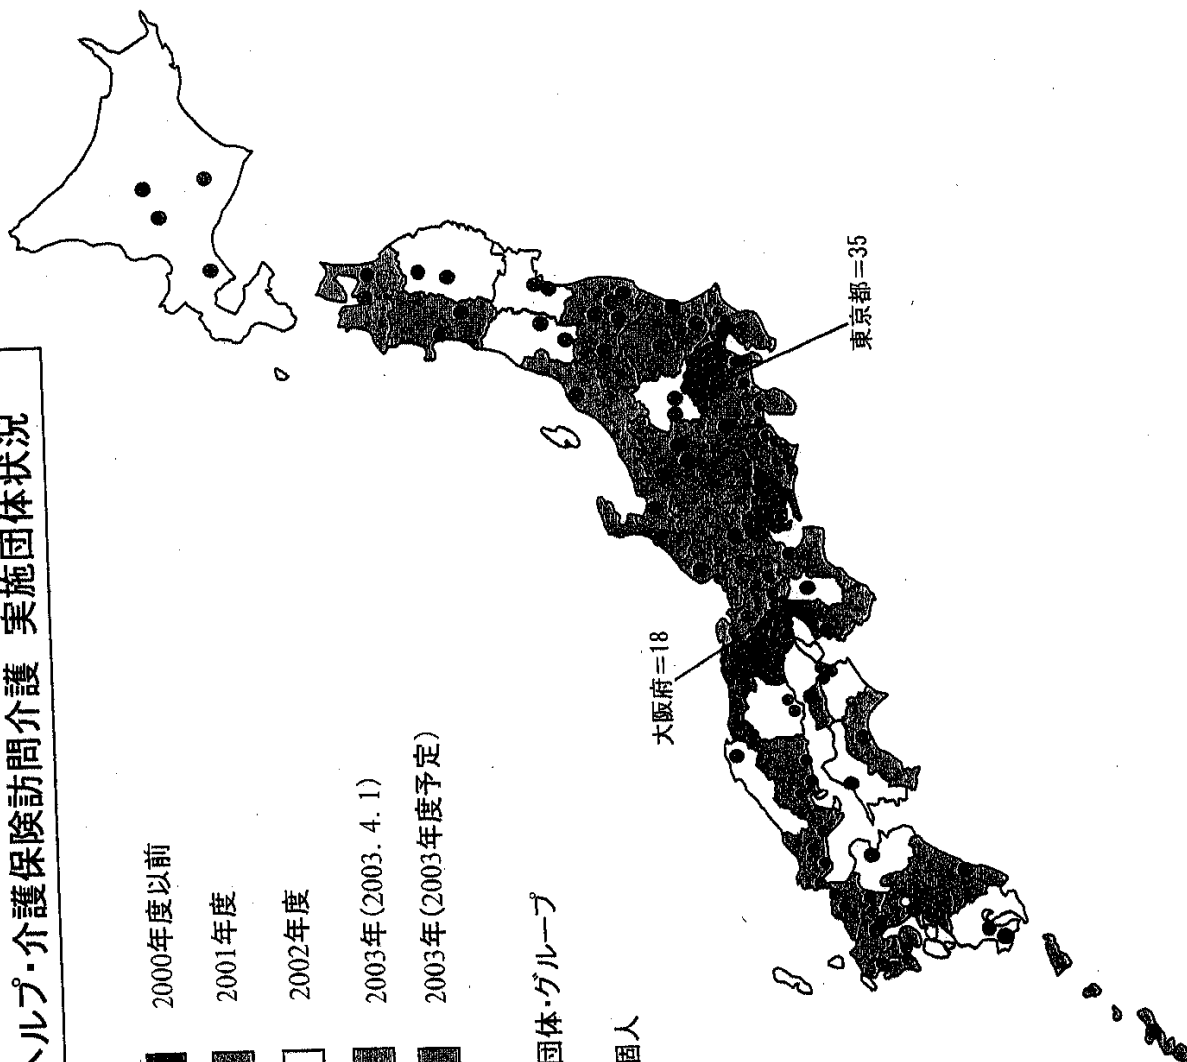 ヘルプ・介護保険訪問介護 実施団体状況
2000年度以前
2001年度
2002年度
2003年(2003. 4. 1)
2003年(2003年度予定)
団体・グループ
個人
大阪府=18
東京都=35